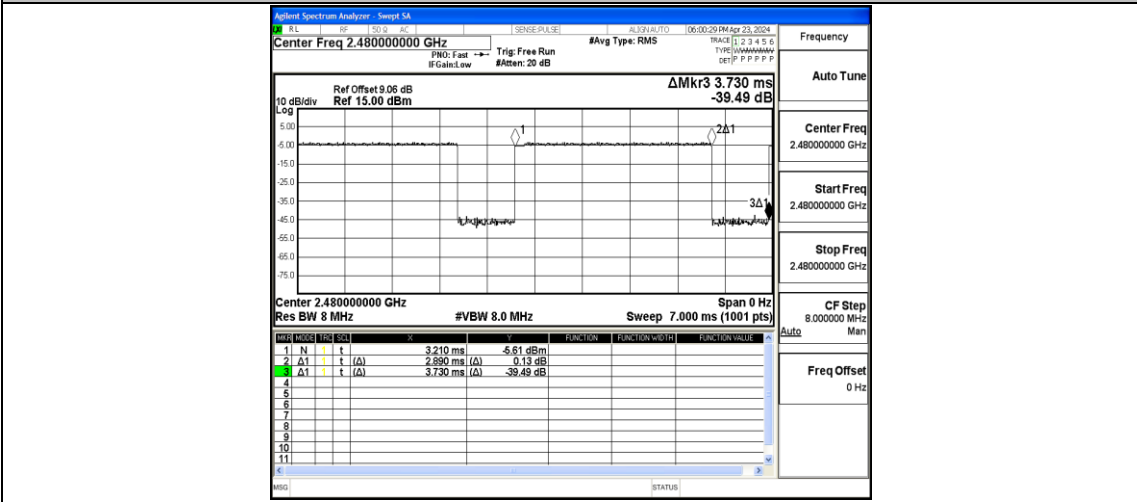 Agilent Spectrum Analyzer - Swept SA
RL RF 50 Ω AC SENSE:PULSE ALIGN AUTO 06:00:29 PM Apr 23, 2024
Center Freq 2.480000000 GHz #Avg Type: RMS TRACE 1 2 3 4 5 6
PNO: Fast Trig: Free Run TYPE WWWWWW
IFGain:Low #Atten: 20 dB DET P P P P P P
Frequency
Auto Tune
ΔMkr3 3.730 ms
Ref Offset 9.06 dB
10 dB/div Ref 15.00 dBm -39.49 dB
Log
5.00
-5.00
-15.0
-25.0
-35.0
-45.0
-55.0
-65.0
-75.0
1
2Δ1
3Δ1
Center Freq
2.480000000 GHz
Start Freq
2.480000000 GHz
Stop Freq
2.480000000 GHz
Center 2.480000000 GHz Span 0 Hz
Res BW 8 MHz #VBW 8.0 MHz Sweep 7.000 ms (1001 pts)
CF Step
8.000000 MHz
Auto Man
Freq Offset
0 Hz
MKR MODE TRC SCL X Y FUNCTION FUNCTION WIDTH FUNCTION VALUE
1 N 1 t 3.210 ms -5.61 dBm
2 Δ1 1 t (Δ) 2.890 ms (Δ) 0.13 dB
3 Δ1 1 t (Δ) 3.730 ms (Δ) -39.49 dB
4
5
6
7
8
9
10
11
MSG STATUS